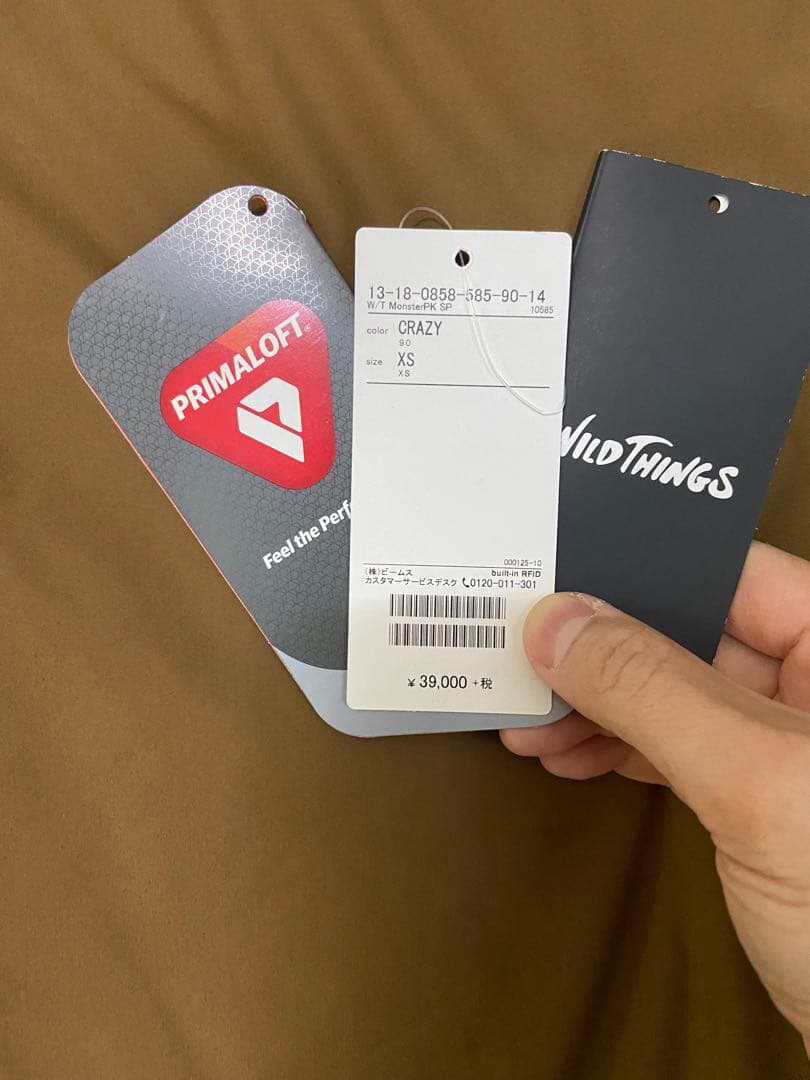 PRIMALOFT
Feel the
13-18-0858-585-90-14
W/T MonsterPK SP 10585
color CRAZY
90
size XS
XS
000125-10
(株)ビームス built-in RFID
カスタマーサービスデスク 0120-011-301
¥ 39,000 +税
WILD THINGS